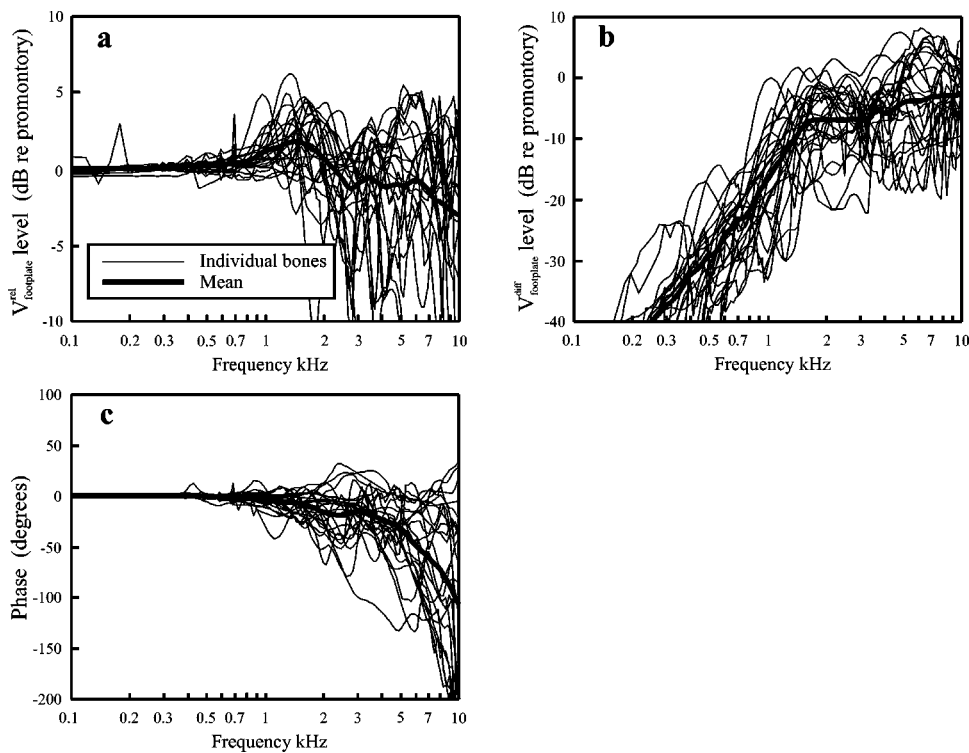 a
10
5
0
-5
-10
V^rel_footplate level (dB re promontory)
Individual bones
Mean
0.1 0.2 0.3 0.5 0.7 1 2 3 5 7 10
Frequency kHz
b
10
0
-10
-20
-30
-40
V^diff_footplate level (dB re promontory)
0.1 0.2 0.3 0.5 0.7 1 2 3 5 7 10
Frequency kHz
c
100
50
0
-50
-100
-150
-200
Phase (degrees)
0.1 0.2 0.3 0.5 0.7 1 2 3 5 7 10
Frequency kHz